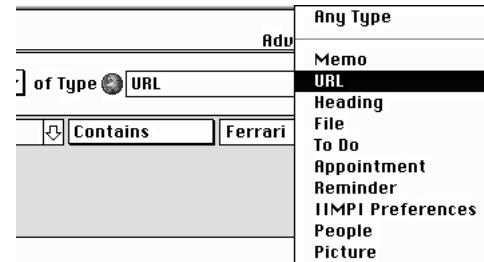 Adv
of Type URL
Contains Ferrari
Any Type
Memo
URL
Heading
File
To Do
Appointment
Reminder
IIMPI Preferences
People
Picture